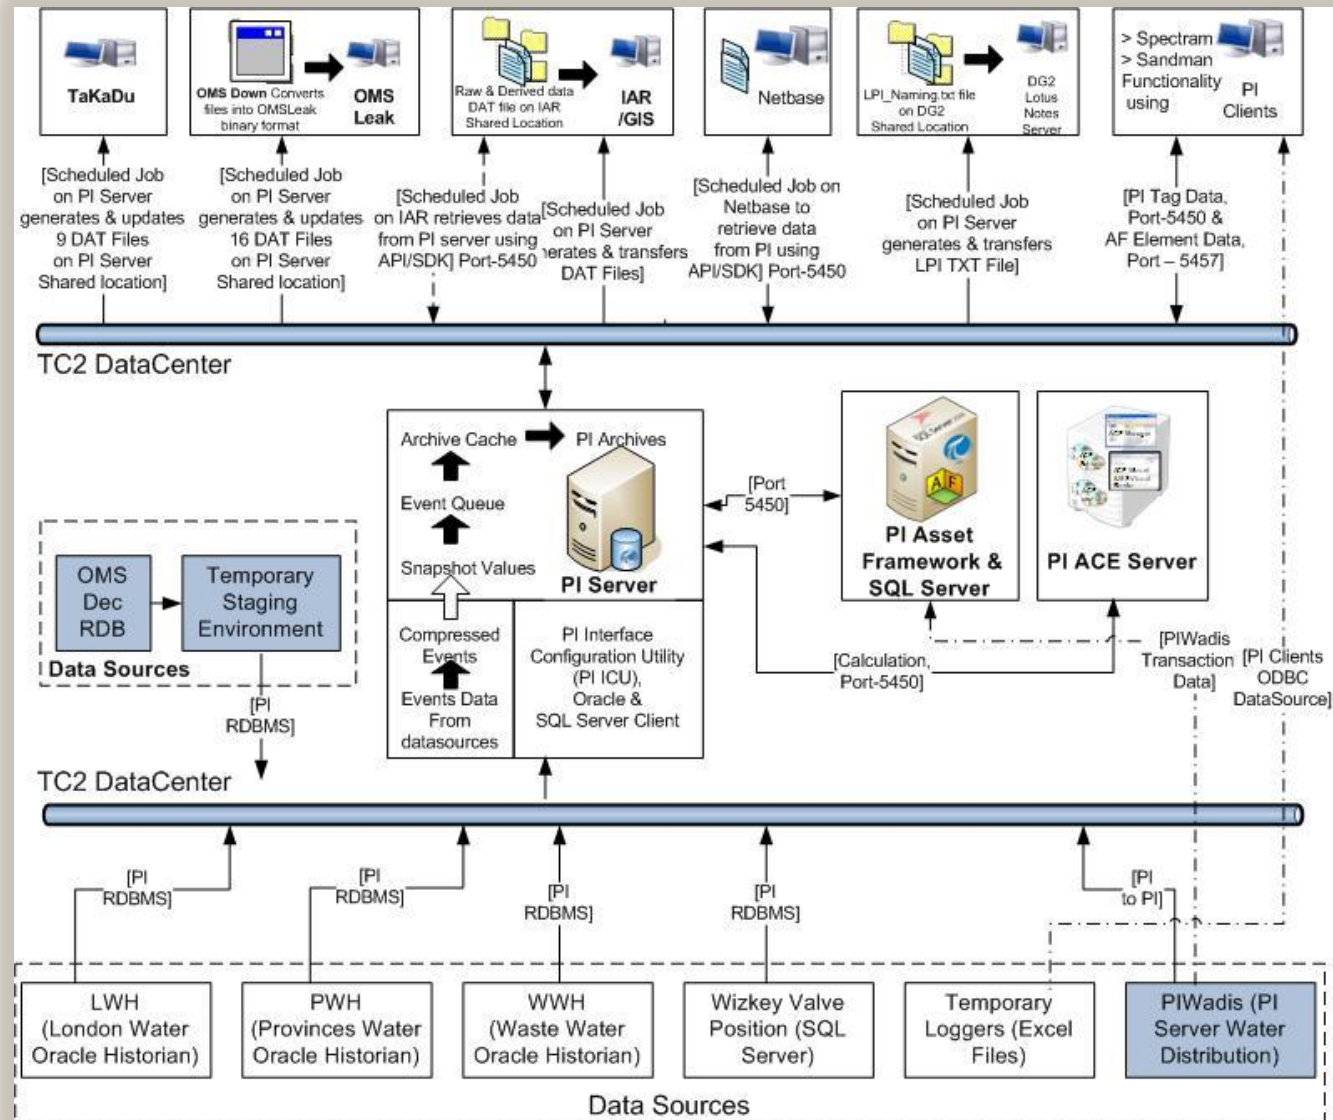 TaKaDu
OMS Down Converts
files into OMSLeak
binary format
OMS
Leak
Raw & Derived data
DAT file on IAR
Shared Location
IAR
/GIS
Netbase
LPI_Naming.txt file
on DG2
Shared Location
DG2
Lotus
Notes
Server
> Spectram
> Sandman
Functionality
using
PI
Clients
[Scheduled Job
on PI Server
generates & updates
9 DAT Files
on PI Server
Shared location]
[Scheduled Job
on PI Server
generates & updates
16 DAT Files
on PI Server
Shared location]
[Scheduled Job
on IAR retrieves data
from PI server using
API/SDK] Port-5450
[Scheduled Job
on PI Server
nerates & transfers
DAT Files]
[Scheduled Job on
Netbase to
retrieve data
from PI using
API/SDK] Port-5450
[Scheduled Job
on PI Server
generates & transfers
LPI TXT File]
[PI Tag Data,
Port-5450 &
AF Element Data,
Port – 5457]
TC2 DataCenter
Archive Cache
PI Archives
Event Queue
Snapshot Values
PI Server
Compressed
Events
Events Data
From
datasources
PI Interface
Configuration Utility
(PI ICU),
Oracle &
SQL Server Client
[Port
5450]
SQL Server
A F
PI Asset
Framework &
SQL Server
PI ACE Server
OMS
Dec
RDB
Temporary
Staging
Environment
Data Sources
[PI
RDBMS]
[Calculation,
Port-5450]
[PIWadis
Transaction
Data]
[PI Clients
ODBC
DataSource]
TC2 DataCenter
[PI
RDBMS]
[PI
RDBMS]
[PI
RDBMS]
[PI
RDBMS]
[PI
to PI]
LWH
(London Water
Oracle Historian)
PWH
(Provinces Water
Oracle Historian)
WWH
(Waste Water
Oracle Historian)
Wizkey Valve
Position (SQL
Server)
Temporary
Loggers (Excel
Files)
PIWadis (PI
Server Water
Distribution)
Data Sources